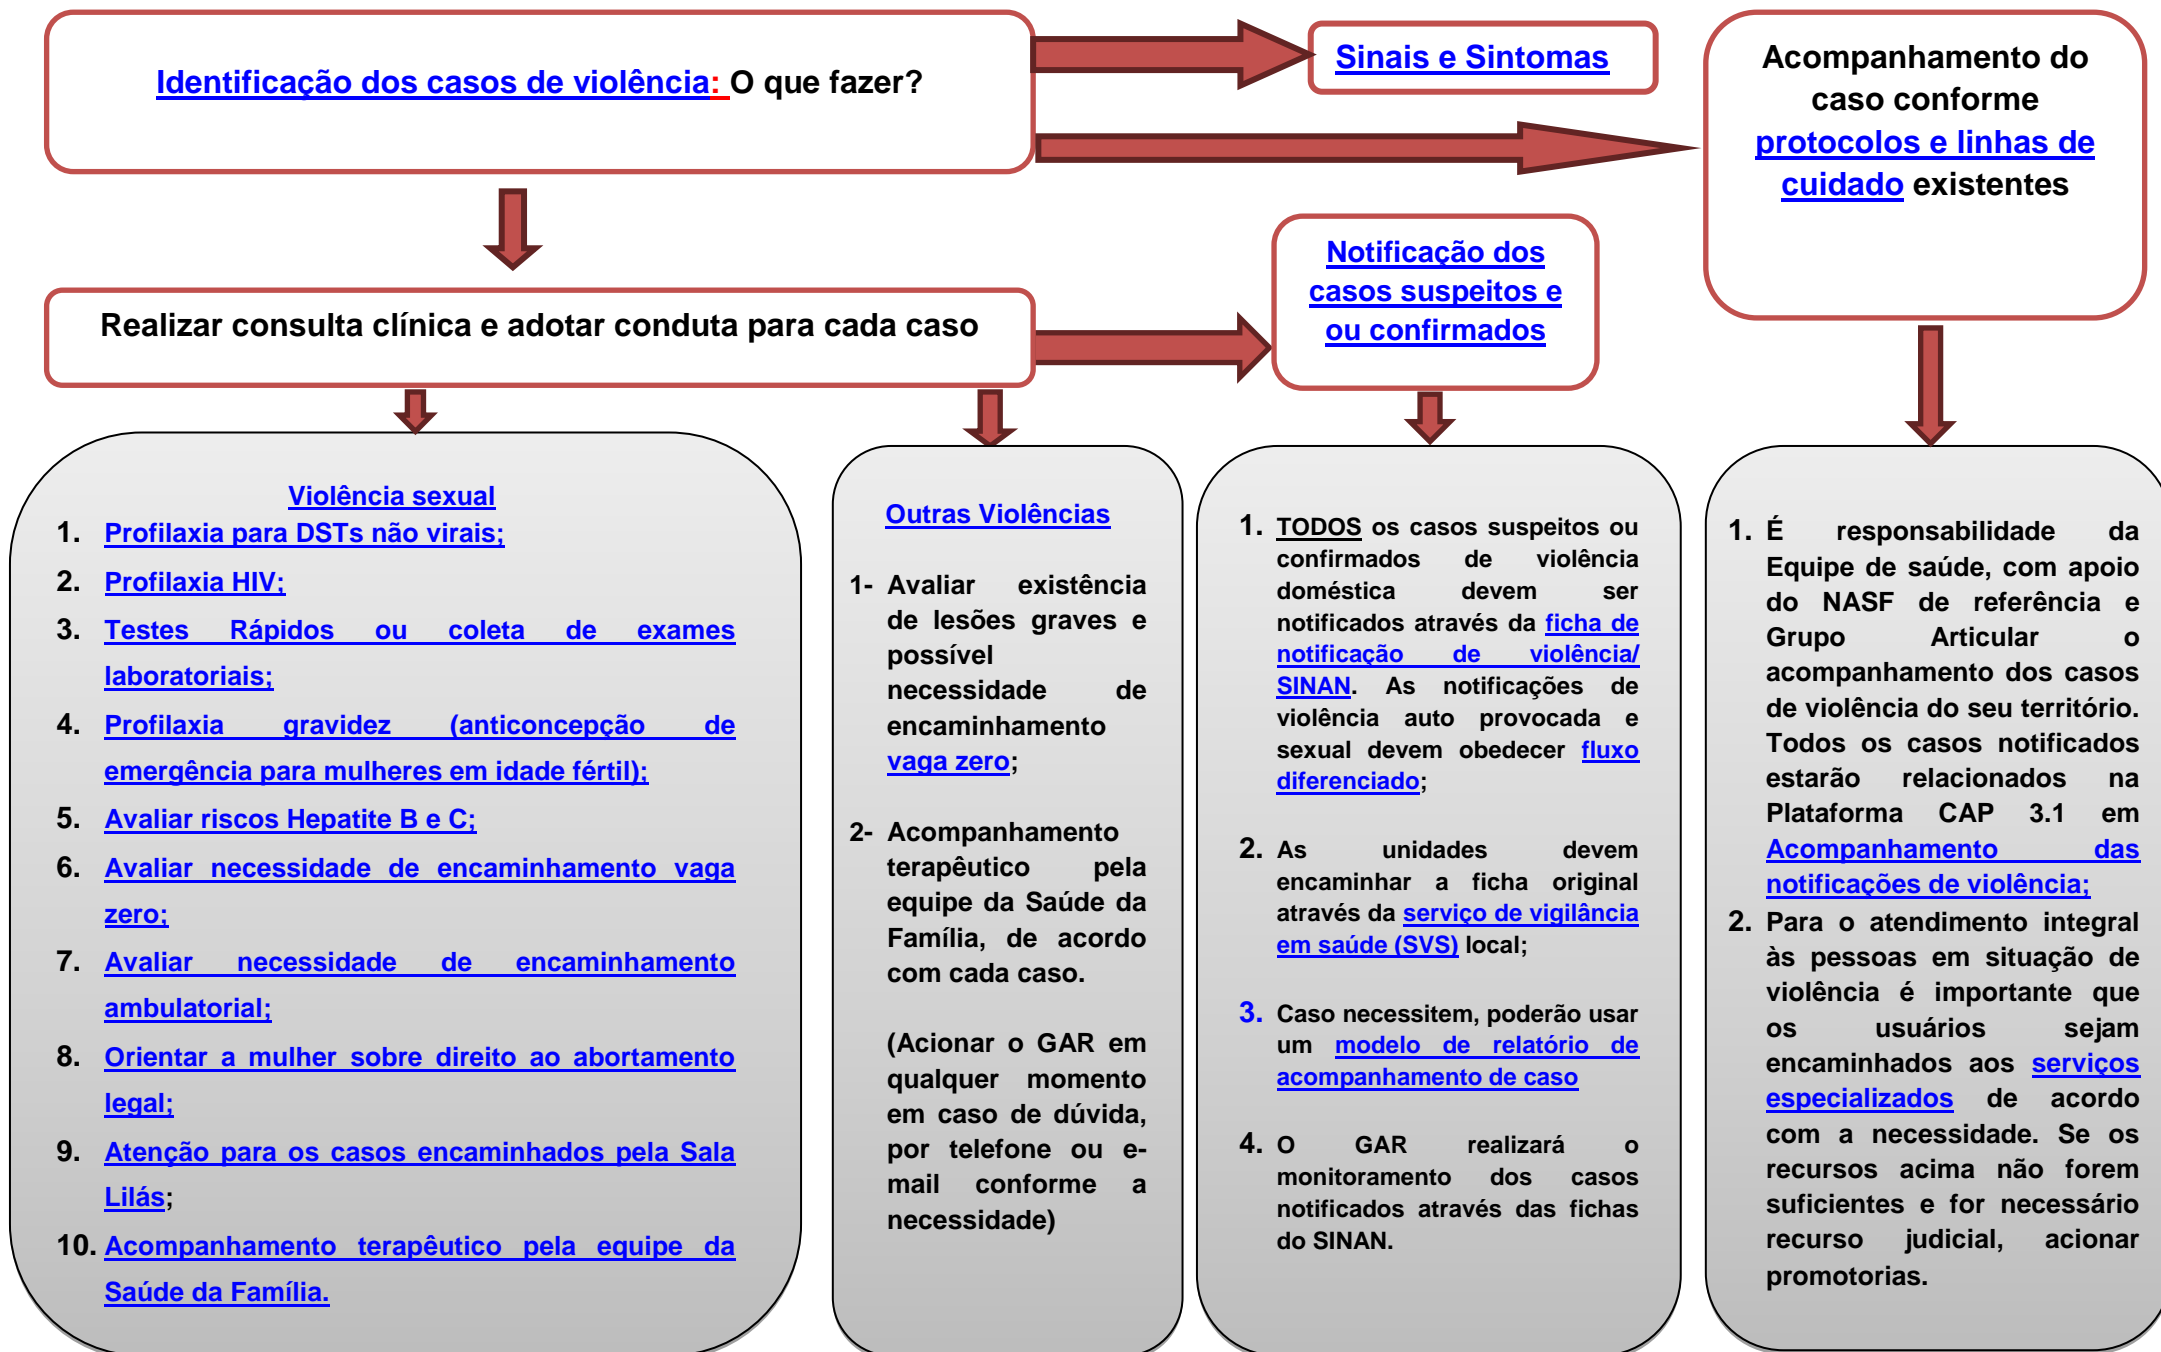 Identificação dos casos de violência: O que fazer?
Sinais e Sintomas
Acompanhamento do
caso conforme
protocolos e linhas de
cuidado existentes
Notificação dos
casos suspeitos e
ou confirmados
Realizar consulta clínica e adotar conduta para cada caso
Violência sexual
1. Profilaxia para DSTs não virais;
2. Profilaxia HIV;
3. Testes Rápidos ou coleta de exames
laboratoriais;
4. Profilaxia gravidez (anticoncepção de
emergência para mulheres em idade fértil);
5. Avaliar riscos Hepatite B e C;
6. Avaliar necessidade de encaminhamento vaga
zero;
7. Avaliar necessidade de encaminhamento
ambulatorial;
8. Orientar a mulher sobre direito ao abortamento
legal;
9. Atenção para os casos encaminhados pela Sala
Lilás;
10. Acompanhamento terapêutico pela equipe da
Saúde da Família.
Outras Violências
1- Avaliar existência
de lesões graves e
possível
necessidade de
encaminhamento
vaga zero;
2- Acompanhamento
terapêutico pela
equipe da Saúde da
Família, de acordo
com cada caso.
(Acionar o GAR em
qualquer momento
em caso de dúvida,
por telefone ou e-
mail conforme a
necessidade)
1. TODOS os casos suspeitos ou
confirmados de violência
doméstica devem ser
notificados através da ficha de
notificação de violência/
SINAN. As notificações de
violência auto provocada e
sexual devem obedecer fluxo
diferenciado;
2. As unidades devem
encaminhar a ficha original
através da serviço de vigilância
em saúde (SVS) local;
3. Caso necessitem, poderão usar
um modelo de relatório de
acompanhamento de caso
4. O GAR realizará o
monitoramento dos casos
notificados através das fichas
do SINAN.
1. É responsabilidade da
Equipe de saúde, com apoio
do NASF de referência e
Grupo Articular o
acompanhamento dos casos
de violência do seu território.
Todos os casos notificados
estarão relacionados na
Plataforma CAP 3.1 em
Acompanhamento das
notificações de violência;
2. Para o atendimento integral
às pessoas em situação de
violência é importante que
os usuários sejam
encaminhados aos serviços
especializados de acordo
com a necessidade. Se os
recursos acima não forem
suficientes e for necessário
recurso judicial, acionar
promotorias.